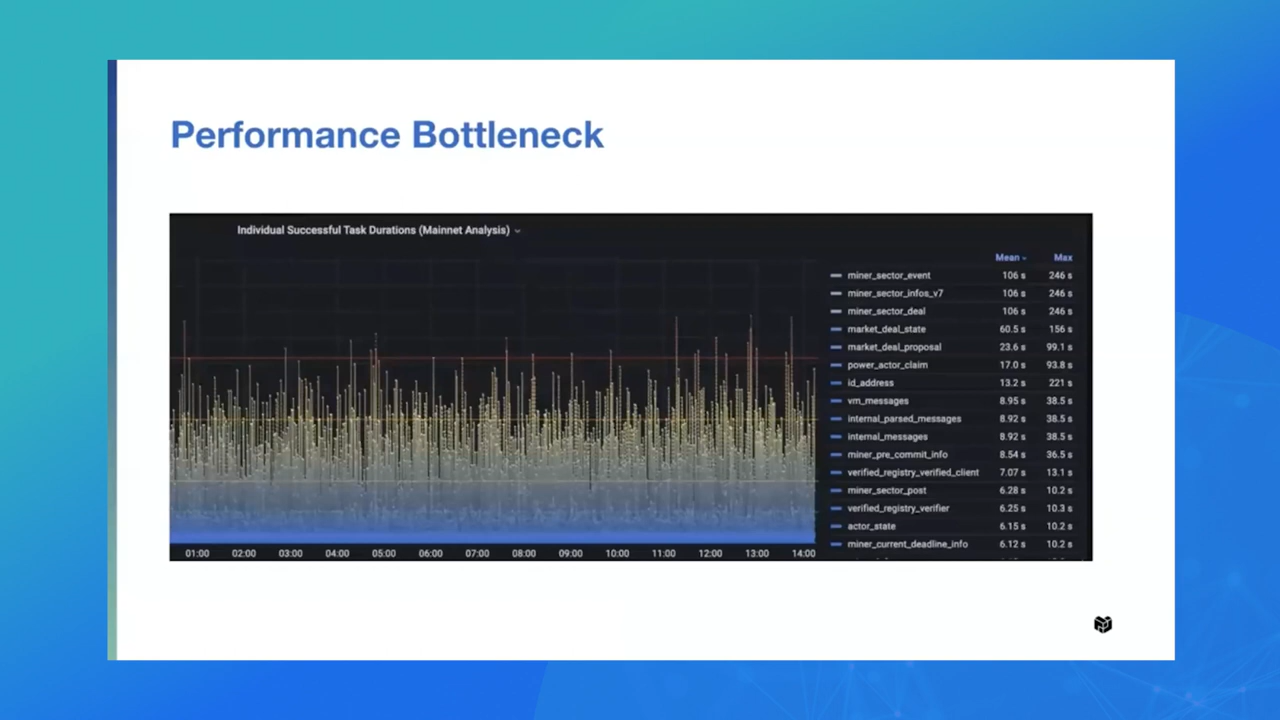 Performance Bottleneck
Individual Successful Task Durations (Mainnet Analysis)
Mean Max
miner_sector_event 106 s 246 s
miner_sector_infos_v7 106 s 246 s
miner_sector_deal 106 s 246 s
market_deal_state 60.5 s 156 s
market_deal_proposal 23.6 s 99.1 s
power_actor_claim 17.0 s 93.8 s
id_address 13.2 s 221 s
vm_messages 8.95 s 38.5 s
internal_parsed_messages 8.92 s 38.5 s
internal_messages 8.92 s 38.5 s
miner_pre_commit_info 8.54 s 36.5 s
verified_registry_verified_client 7.07 s 13.1 s
miner_sector_post 6.28 s 10.2 s
verified_registry_verifier 6.25 s 10.3 s
actor_state 6.15 s 10.2 s
miner_current_deadline_info 6.12 s 10.2 s
01:00 02:00 03:00 04:00 05:00 06:00 07:00 08:00 09:00 10:00 11:00 12:00 13:00 14:00